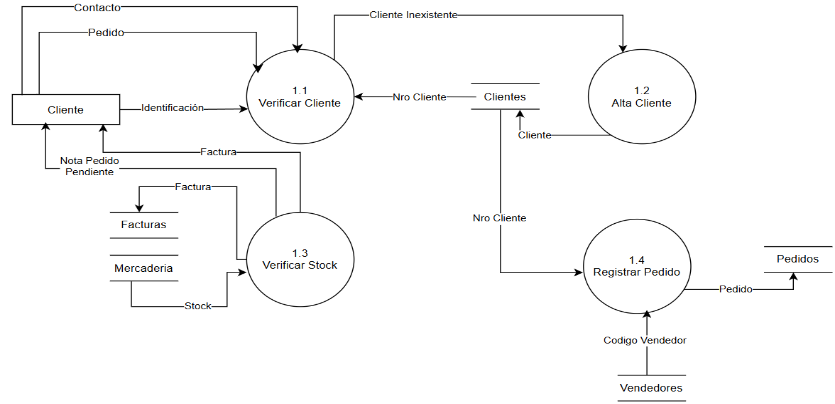 Contacto
Cliente Inexistente
Pedido
1.1
Verificar Cliente
1.2
Alta Cliente
Nro Cliente
Clientes
Cliente
Identificación
Cliente
Factura
Nota Pedido
Pendiente
Factura
Facturas
Nro Cliente
1.3
Verificar Stock
Mercaderia
1.4
Registrar Pedido
Pedidos
Stock
Pedido
Codigo Vendedor
Vendedores